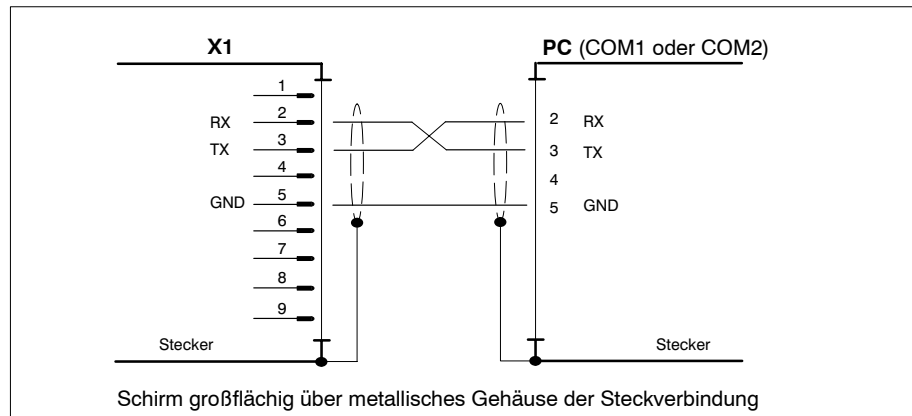 X1 PC (COM1 oder COM2)
1
RX 2 2 RX
TX 3 3 TX
4 4
GND 5 5 GND
6
7
8
9
Stecker Stecker
Schirm großflächig über metallisches Gehäuse der Steckverbindung